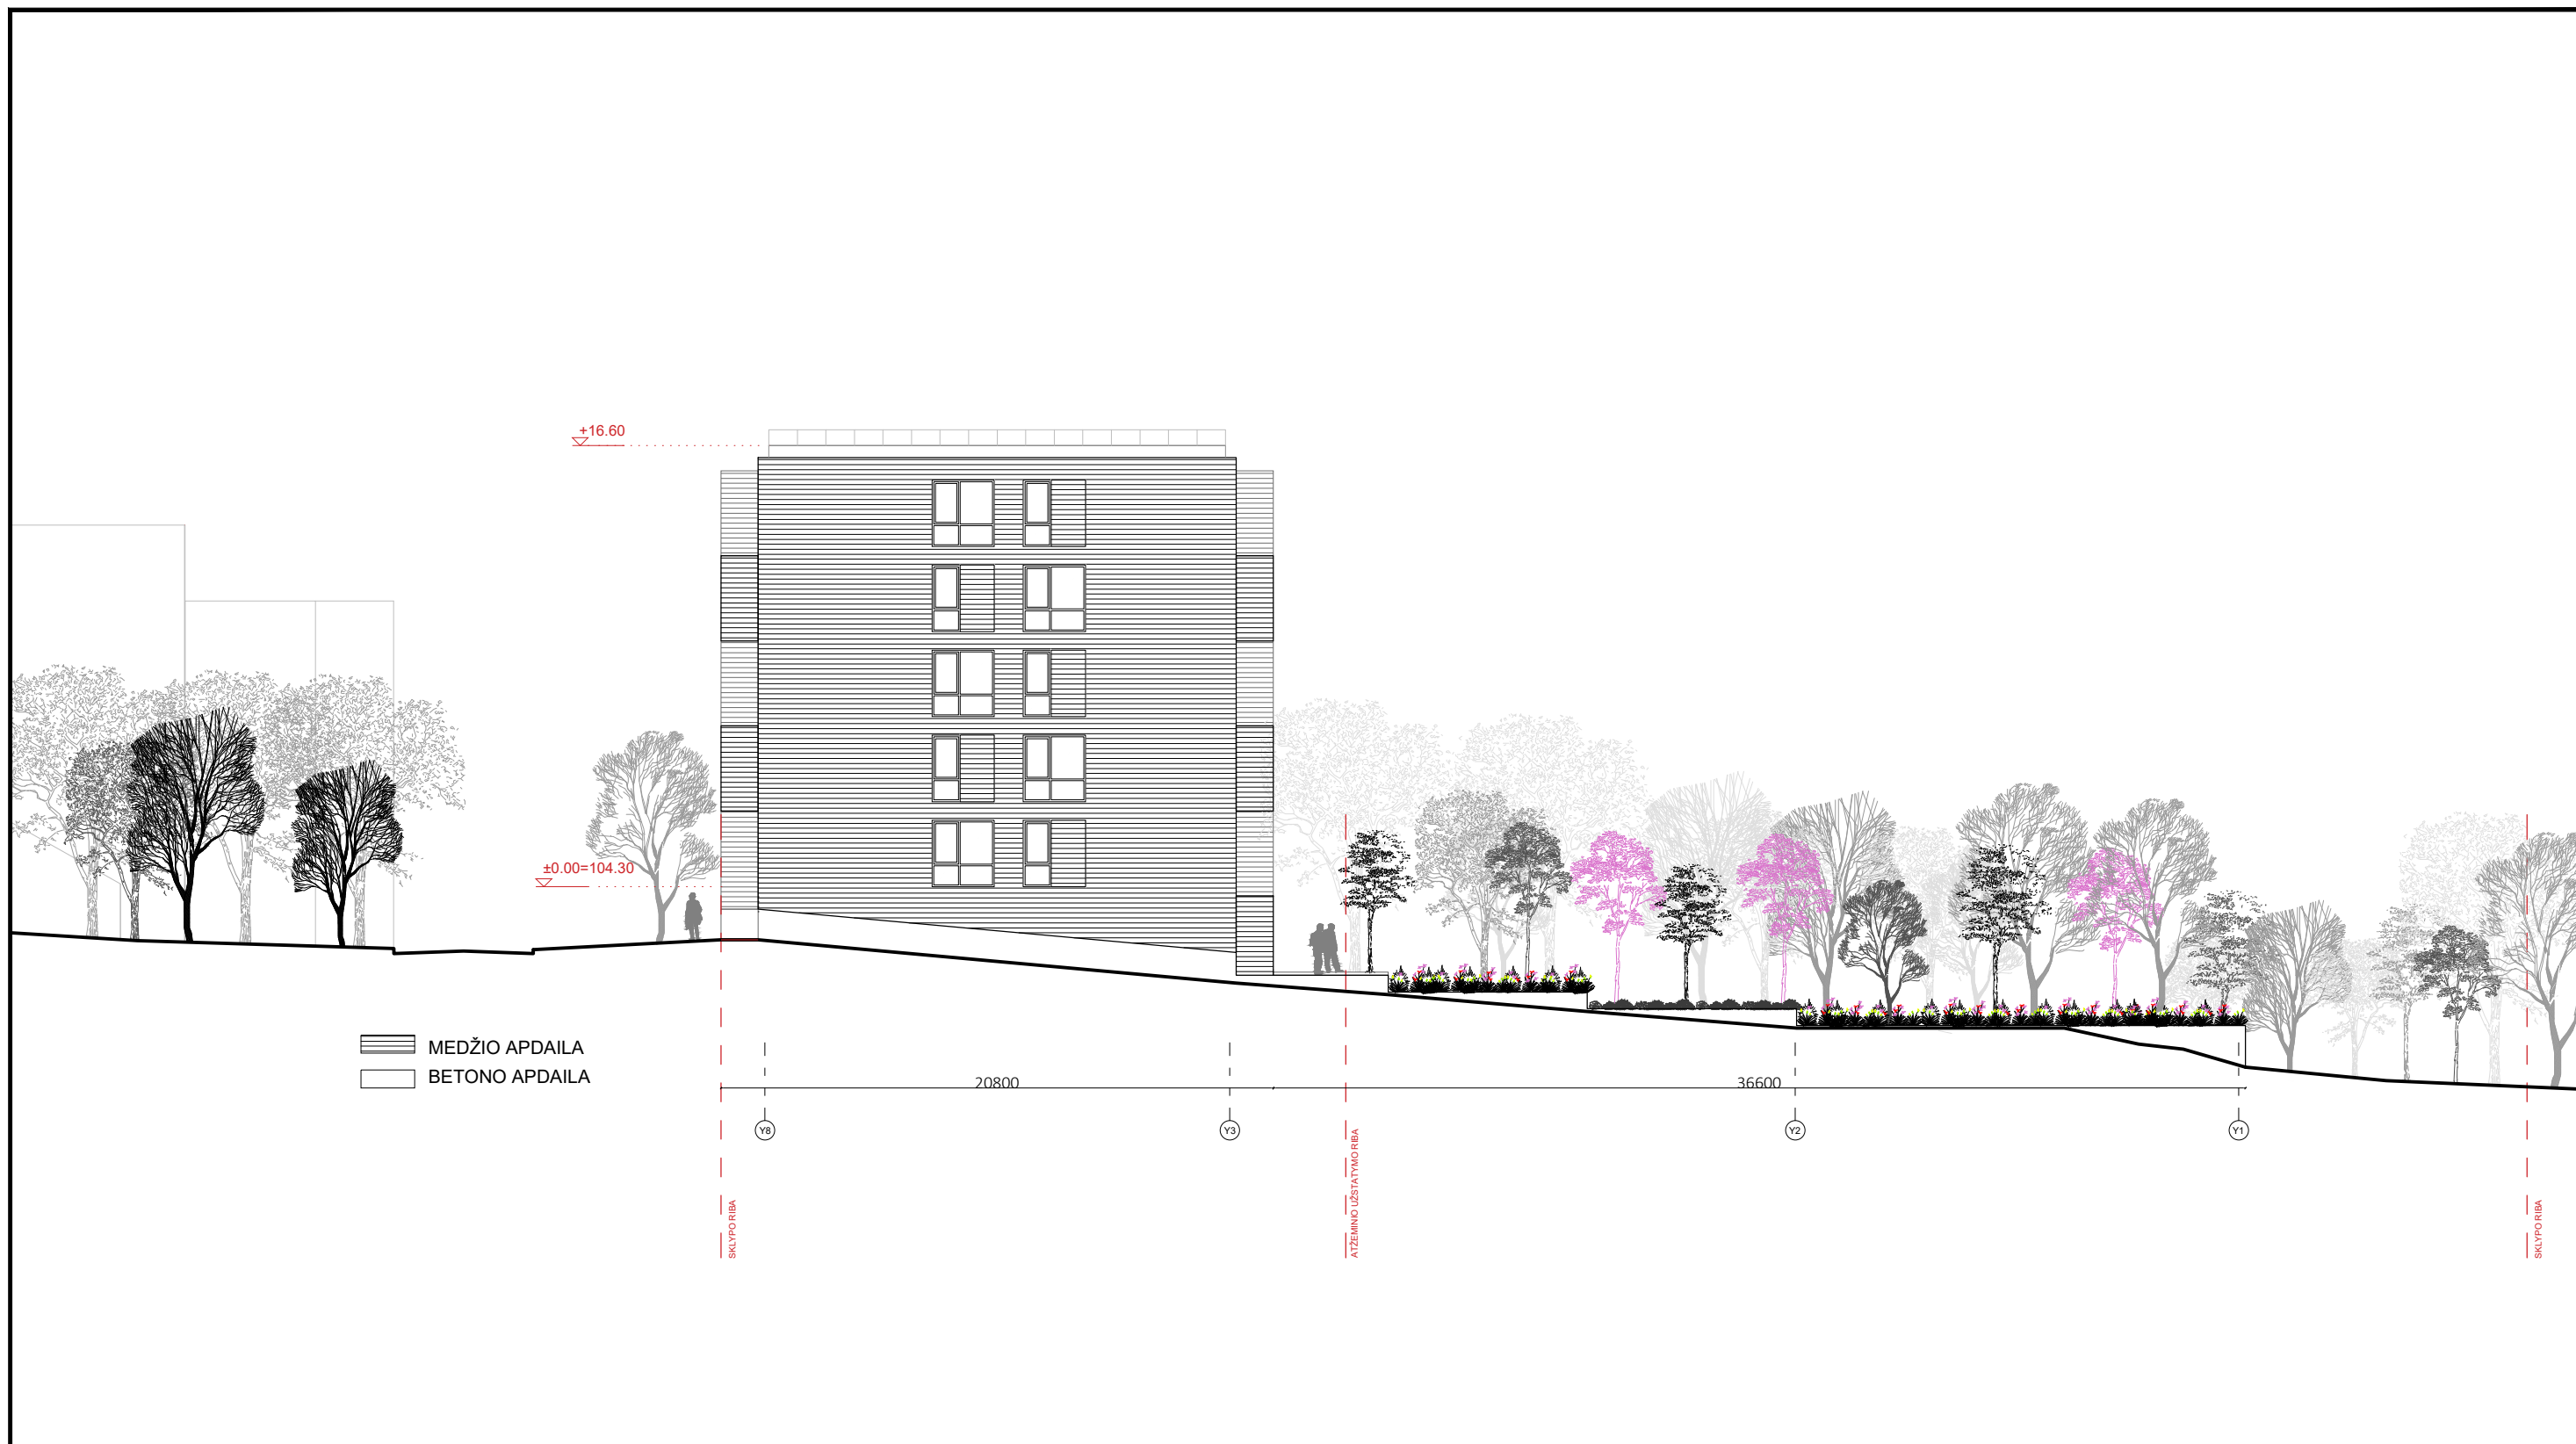 +16.60
±0.00=104.30
MEDŽIO APDAILA
BETONO APDAILA
20800
36600
Y8
Y3
Y2
Y1
SKLYPO RIBA
ATŽEMINIO UŽSTATYMO RIBA
SKLYPO RIBA